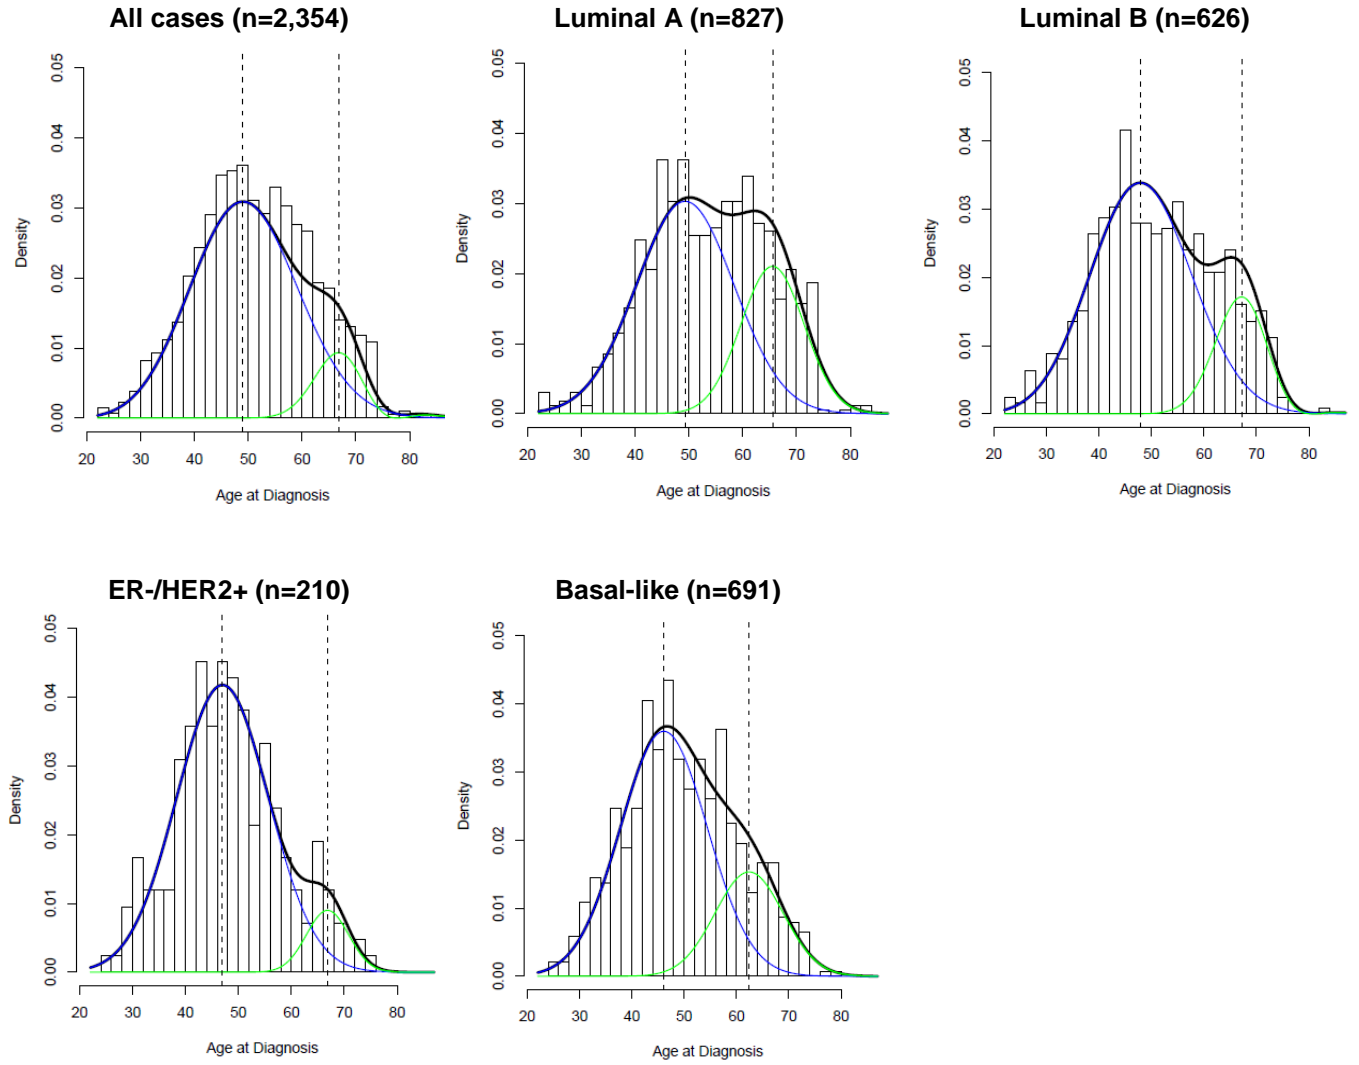 All cases (n=2,354)
Density
0.05
0.04
0.03
0.02
0.01
0.00
20 30 40 50 60 70 80
Age at Diagnosis
Luminal A (n=827)
Density
0.05
0.04
0.03
0.02
0.01
0.00
20 30 40 50 60 70 80
Age at Diagnosis
Luminal B (n=626)
Density
0.05
0.04
0.03
0.02
0.01
0.00
20 30 40 50 60 70 80
Age at Diagnosis
ER-/HER2+ (n=210)
Density
0.05
0.04
0.03
0.02
0.01
0.00
20 30 40 50 60 70 80
Age at Diagnosis
Basal-like (n=691)
Density
0.05
0.04
0.03
0.02
0.01
0.00
20 30 40 50 60 70 80
Age at Diagnosis